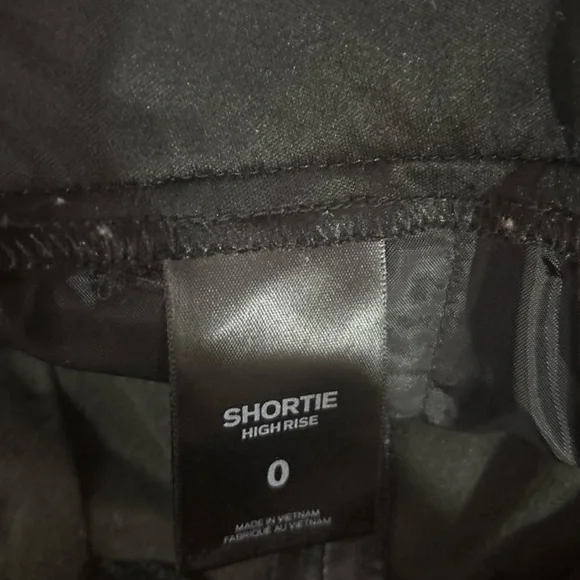 SHORTIE
HIGH RISE
0
MADE IN VIETNAM
FABRIQUÉ AU VIETNAM